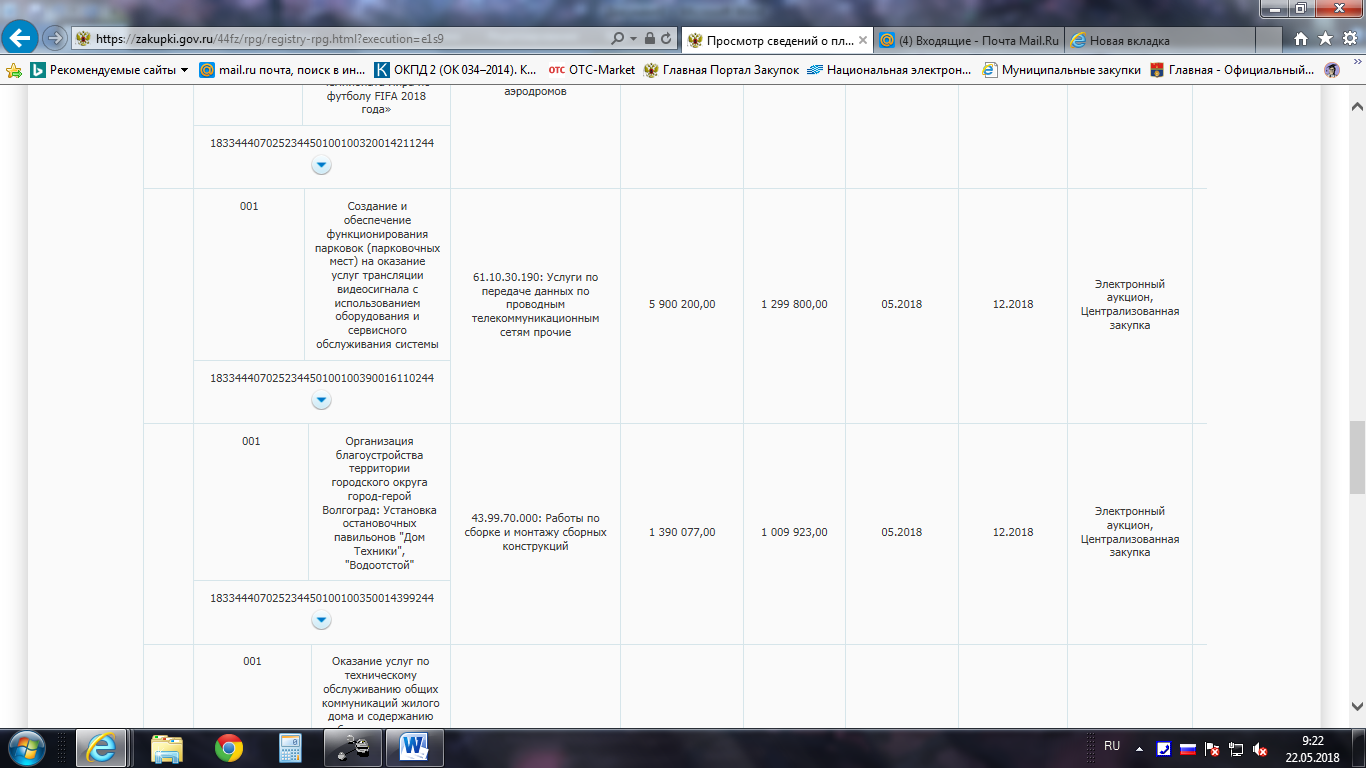 https://zakupki.gov.ru/44fz/rpg/registry-rpg.html?execution=e1s9
Просмотр сведений о пл...
(4) Входящие - Почта Mail.Ru
Новая вкладка
Рекомендуемые сайты
mail.ru почта, поиск в ин...
ОКПД 2 (ОК 034–2014). К...
OTC-Market
Главная Портал Закупок
Национальная електрон...
Муниципальные закупки
Главная - Официальный...
футболу FIFA 2018
года»
аэродромов
183344407025234450100100320014211244
001
Создание и
обеспечение
функционирования
парковок (парковочных
мест) на оказание
услуг трансляции
видеосигнала с
использованием
оборудования и
сервисного
обслуживания системы
61.10.30.190: Услуги по
передаче данных по
проводным
телекоммуникационным
сетям прочие
5 900 200,00
1 299 800,00
05.2018
12.2018
Электронный
аукцион,
Централизованная
закупка
183344407025234450100100390016110244
001
Организация
благоустройства
территории
городского округа
город-герой
Волгоград: Установка
остановочных
павильонов "Дом
Техники",
"Водоотстой"
43.99.70.000: Работы по
сборке и монтажу сборных
конструкций
1 390 077,00
1 009 923,00
05.2018
12.2018
Электронный
аукцион,
Централизованная
закупка
183344407025234450100100350014399244
001
Оказание услуг по
техническому
обслуживанию общих
коммуникаций жилого
дома и содержанию
RU
9:22
22.05.2018